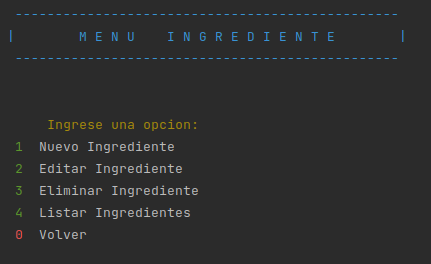 ------------------------------------------------
| M E N U   I N G R E D I E N T E |
------------------------------------------------
Ingrese una opcion:
1 Nuevo Ingrediente
2 Editar Ingrediente
3 Eliminar Ingrediente
4 Listar Ingredientes
0 Volver